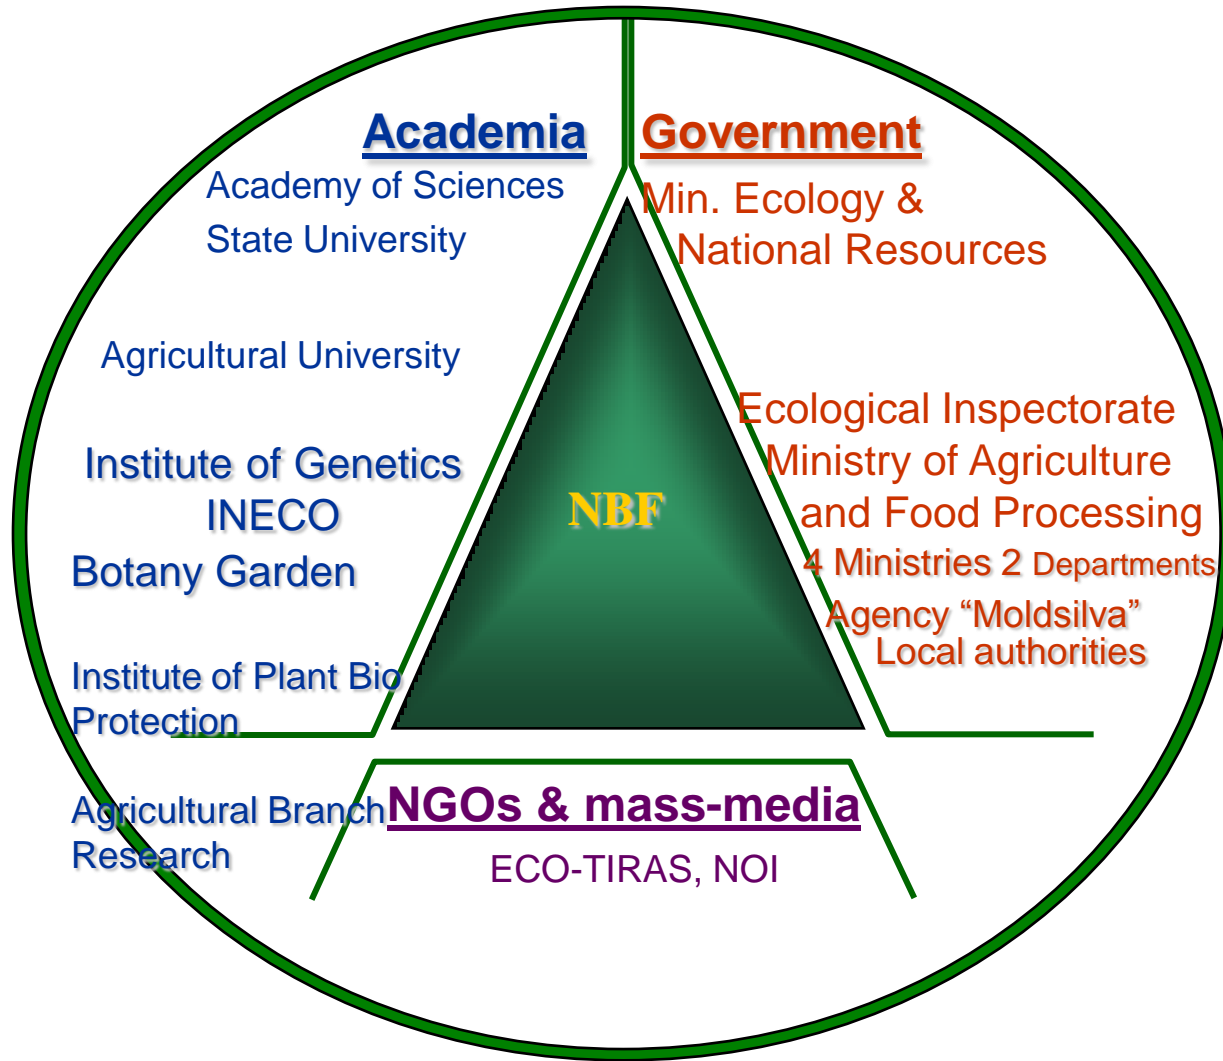 Academia
Academy of Sciences
State University
Agricultural University
Institute of Genetics
INECO
Botany Garden
Institute of Plant Bio
Protection
Agricultural Branch
Research
Government
Min. Ecology &
National Resources
Ecological Inspectorate
Ministry of Agriculture
and Food Processing
4 Ministries 2 Departments
Agency “Moldsilva”
Local authorities
NBF
NGOs & mass-media
ECO-TIRAS, NOI